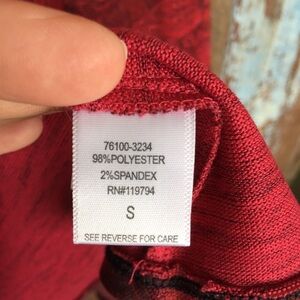 76100-3234
98%POLYESTER
2%SPANDEX
RN#119794
S
SEE REVERSE FOR CARE